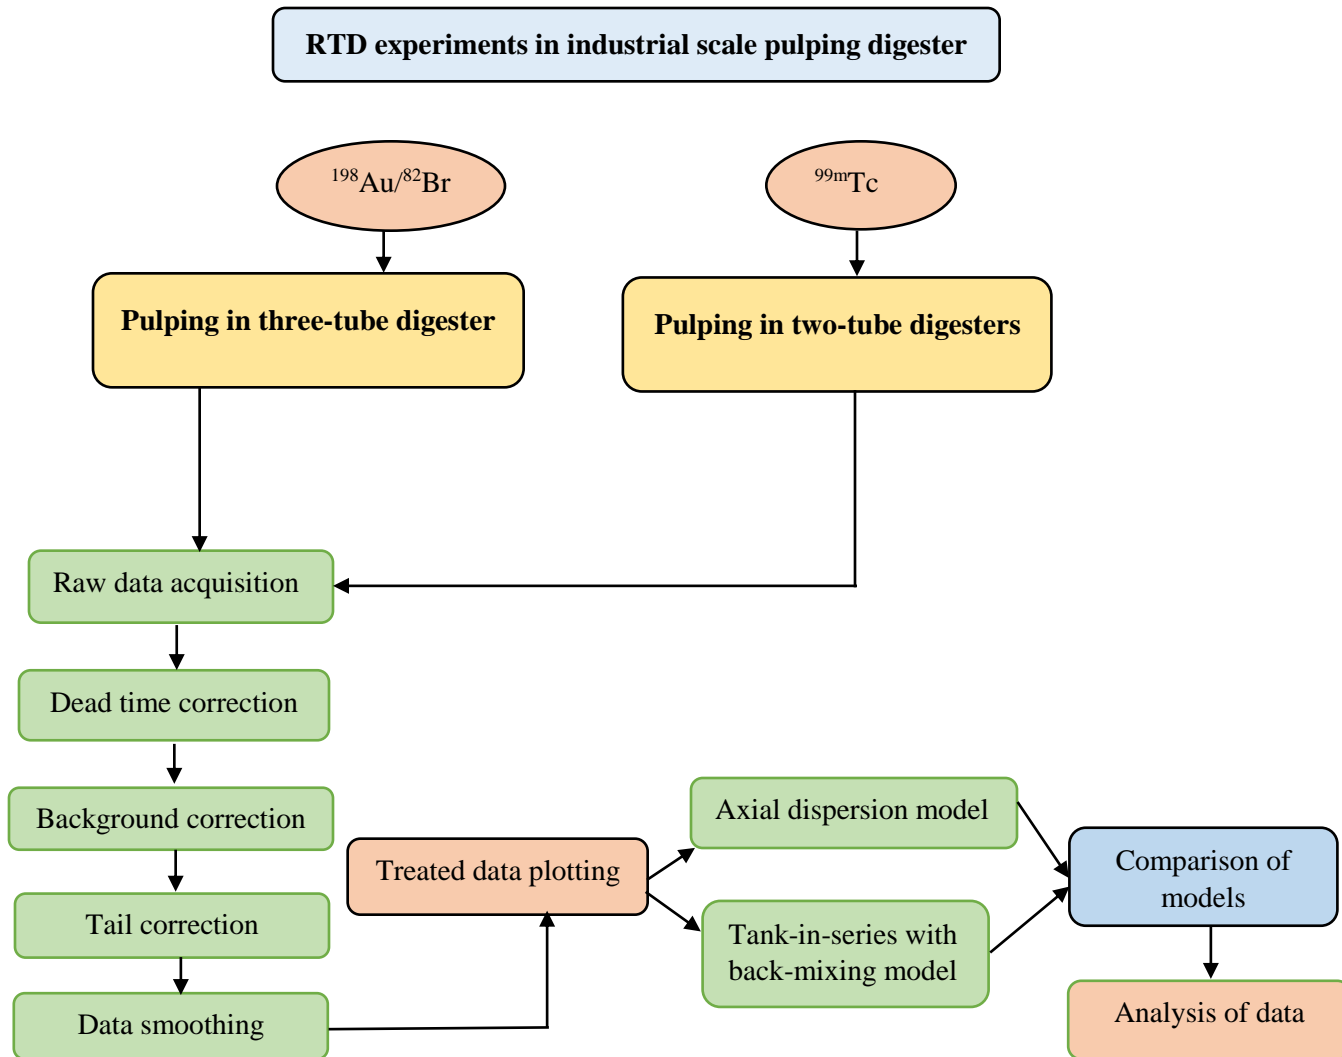 RTD experiments in industrial scale pulping digester
¹⁹⁸Au/⁸²Br
⁹⁹ᵐTc
Pulping in three-tube digester
Pulping in two-tube digesters
Raw data acquisition
Dead time correction
Background correction
Tail correction
Data smoothing
Treated data plotting
Axial dispersion model
Tank-in-series with
back-mixing model
Comparison of
models
Analysis of data